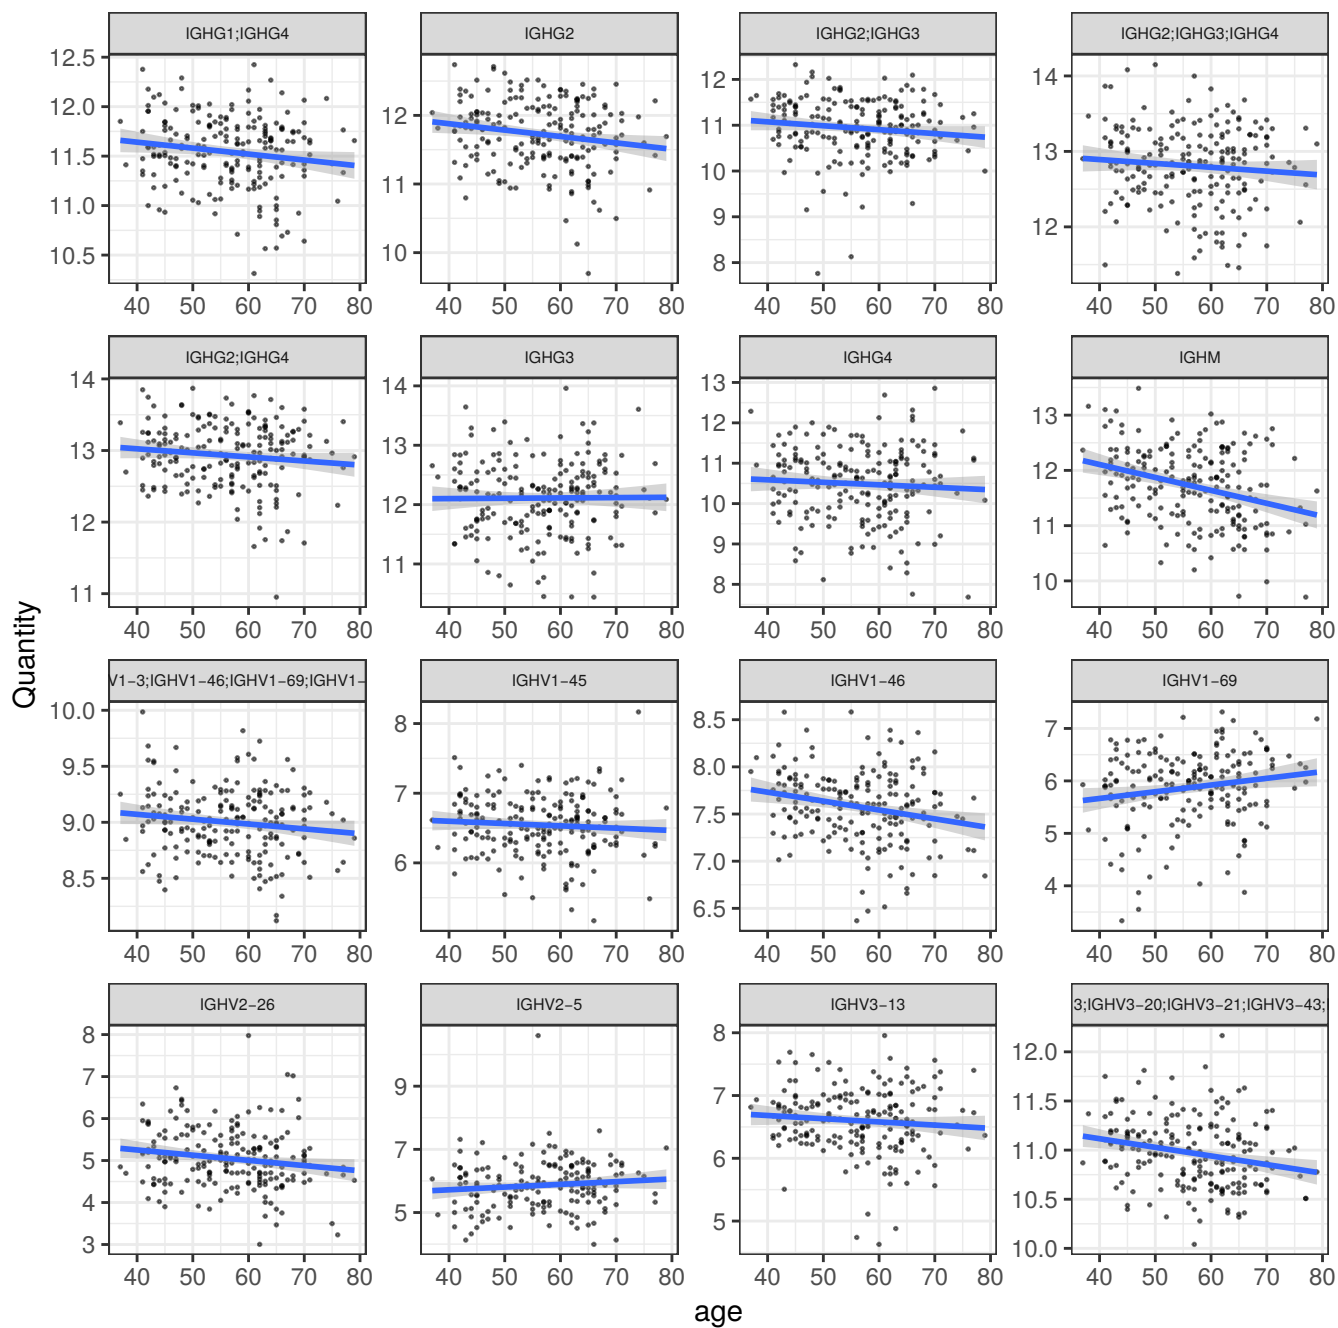 IGHG1;IGHG4 IGHG2 IGHG2;IGHG3 IGHG2;IGHG3;IGHG4
12.5 12.0 11.5 11.0 10.5
12 11 10
12 11 10 9 8
14 13 12
40 50 60 70 80 40 50 60 70 80 40 50 60 70 80 40 50 60 70 80
IGHG2;IGHG4 IGHG3 IGHG4 IGHM
14 13 12 11
14 13 12 11
13 12 11 10 9 8
13 12 11 10
40 50 60 70 80 40 50 60 70 80 40 50 60 70 80 40 50 60 70 80
Quantity
V1−3;IGHV1−46;IGHV1−69;IGHV1− IGHV1−45 IGHV1−46 IGHV1−69
10.0 9.5 9.0 8.5
8 7 6
8.5 8.0 7.5 7.0 6.5
7 6 5 4
40 50 60 70 80 40 50 60 70 80 40 50 60 70 80 40 50 60 70 80
IGHV2−26 IGHV2−5 IGHV3−13 3;IGHV3−20;IGHV3−21;IGHV3−43;
8 7 6 5 4 3
9 7 5
8 7 6 5
12.0 11.5 11.0 10.5 10.0
40 50 60 70 80 40 50 60 70 80 40 50 60 70 80 40 50 60 70 80
age